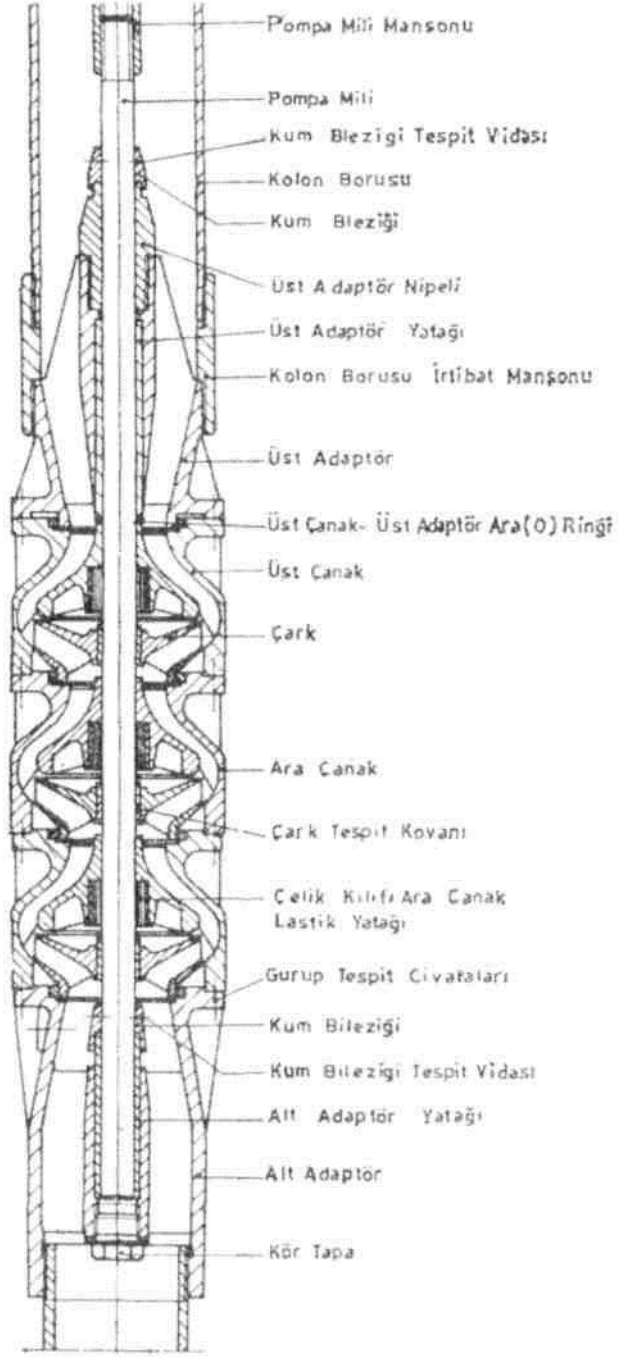 Pompa Mili Mansonu
Pompa Mili
Kum Blezigi Tespit Vidası
Kolon Borusu
Kum Bleziği
Üst Adaptör Nipeli
Üst Adaptör Yatağı
Kolon Borusu İrtibat Manşonu
Üst Adaptör
Üst Çanak- Üst Adaptör Ara(O) Ringi
Üst Çanak
Çark
Ara Çanak
Çark Tespit Kovanı
Çelik Kılıfı Ara Canak
Lastik Yatağı
Gurup Tespit Civataları
Kum Bileziği
Kum Bilezigi Tespit Vidası
Alt Adaptör Yatağı
Alt Adaptör
Kör Tapa